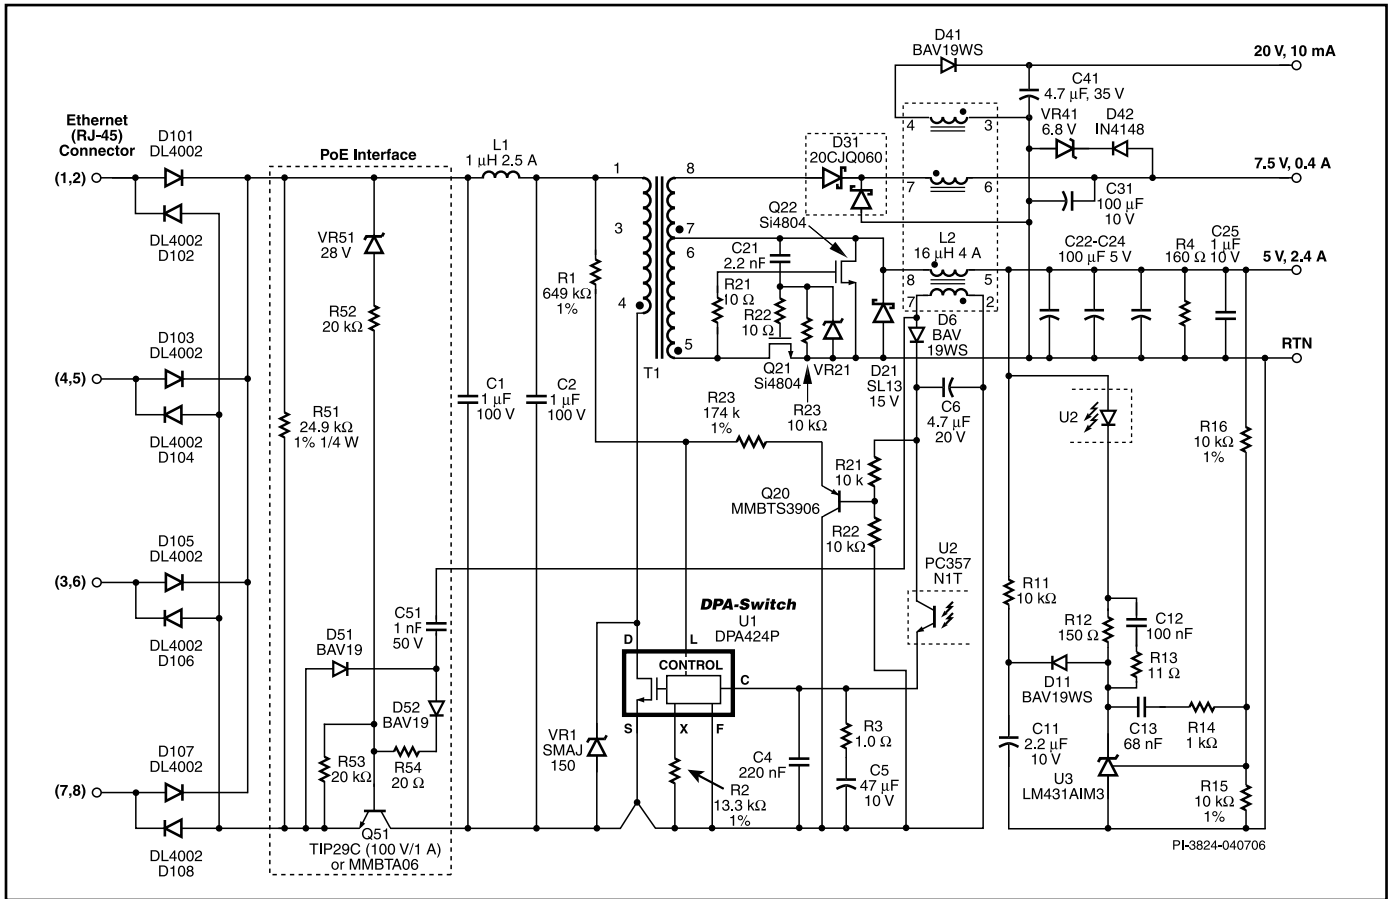 D41
BAV19WS
20 V, 10 mA
C41
4.7 µF, 35 V
VR41
6.8 V
D42
IN4148
4
3
Ethernet
(RJ-45)
Connector
D101
DL4002
PoE Interface
L1
1 µH 2.5 A
D31
20CJQ060
(1,2)
1
8
7
6
7.5 V, 0.4 A
C31
100 µF
10 V
DL4002
D102
VR51
28 V
3
7
6
Q22
Si4804
C21
2.2 nF
L2
16 µH 4 A
C22-C24
100 µF 5 V
R4
160 Ω
C25
1 µF
10 V
5 V, 2.4 A
8
5
7
2
R1
649 kΩ
1%
4
R21
10 Ω
R22
10 Ω
R52
20 kΩ
D6
BAV
19WS
D103
DL4002
RTN
(4,5)
5
T1
Q21
Si4804
VR21
D21
SL13
15 V
DL4002
D104
R51
24.9 kΩ
1% 1/4 W
C1
1 µF
100 V
C2
1 µF
100 V
R23
174 k
1%
R23
10 kΩ
C6
4.7 µF
20 V
U2
R16
10 kΩ
1%
R21
10 k
Q20
MMBTS3906
R22
10 kΩ
D105
DL4002
(3,6)
DL4002
D106
U2
PC357
N1T
R11
10 kΩ
DPA-Switch
U1
DPA424P
C51
1 nF
50 V
R12
150 Ω
C12
100 nF
D51
BAV19
D
L
CONTROL
C
R13
11 Ω
D11
BAV19WS
D52
BAV19
S
X
F
D107
DL4002
VR1
SMAJ
150
R3
1.0 Ω
C13
68 nF
R14
1 kΩ
C11
2.2 µF
10 V
R53
20 kΩ
R54
20 Ω
C4
220 nF
C5
47 µF
10 V
U3
LM431AIM3
R15
10 kΩ
1%
(7,8)
R2
13.3 kΩ
1%
Q51
TIP29C (100 V/1 A)
or MMBTA06
DL4002
D108
PI-3824-040706